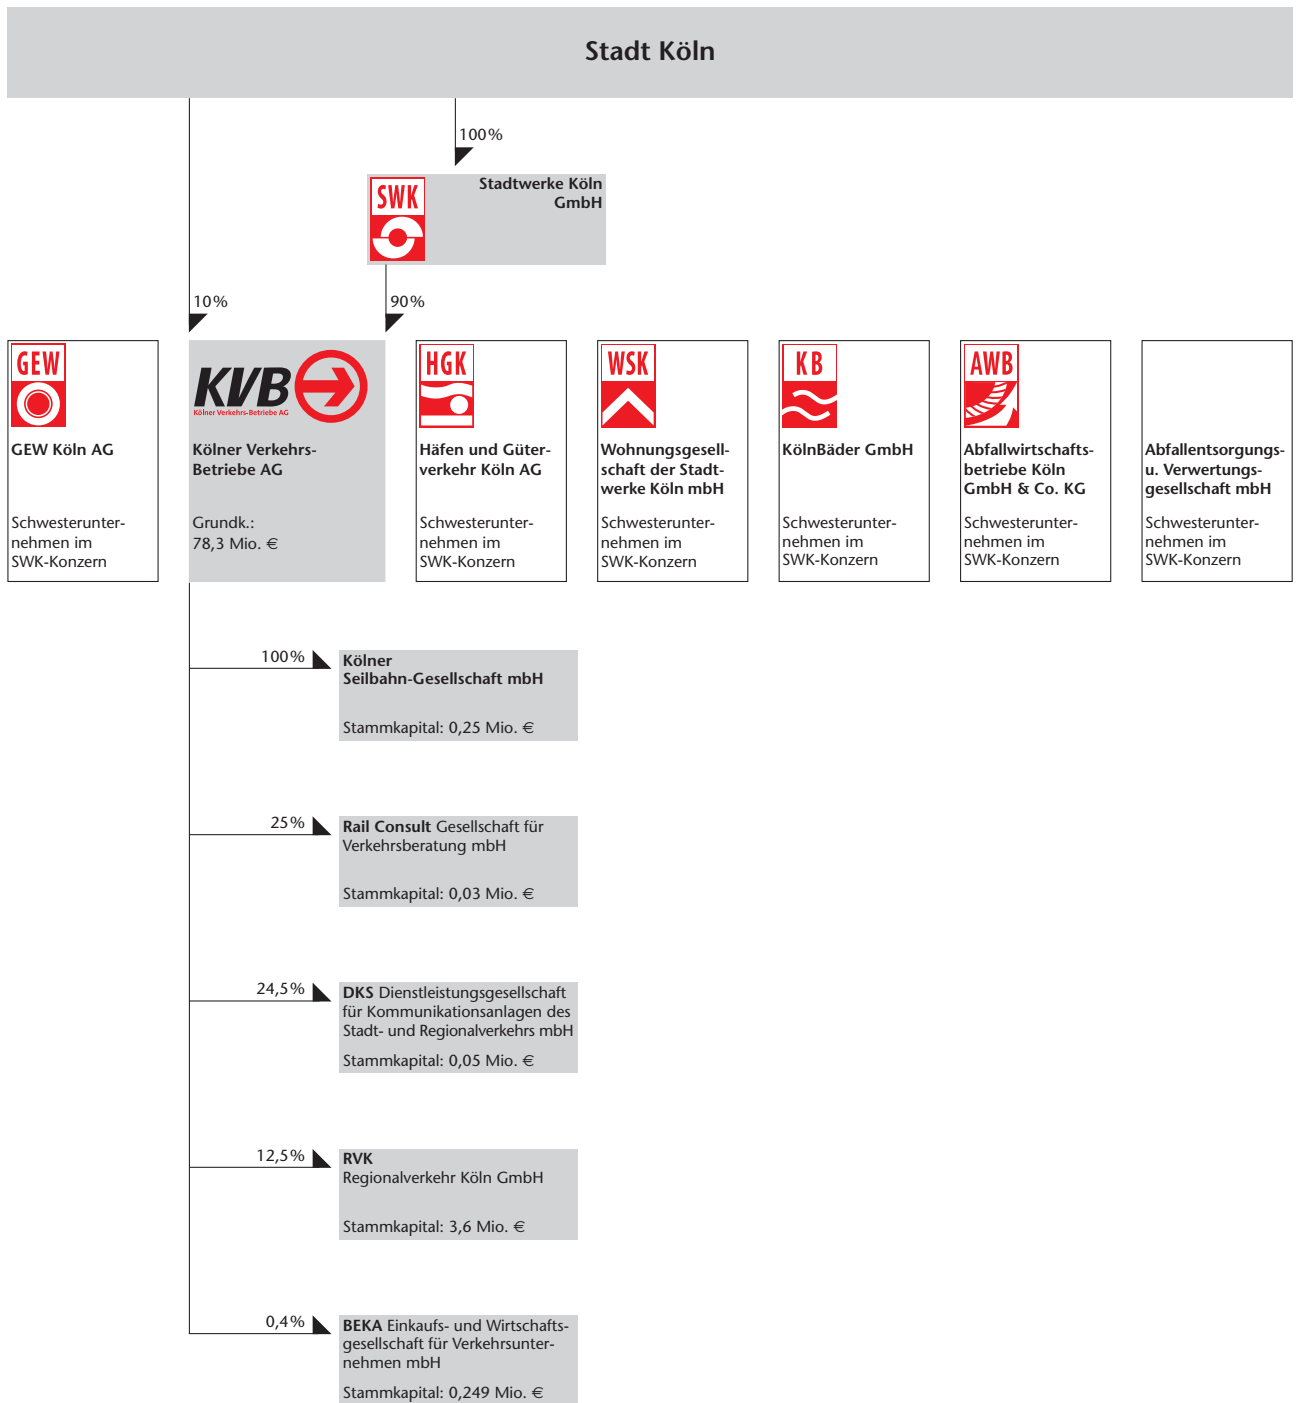 Stadt Köln
100%
SWK
Stadtwerke Köln
GmbH
10%
90%
GEW
GEW Köln AG
Schwesterunter-
nehmen im
SWK-Konzern
KVB
Kölner Verkehrs-Betriebe AG
Kölner Verkehrs-
Betriebe AG
Grundk.:
78,3 Mio. €
HGK
Häfen und Güter-
verkehr Köln AG
Schwesterunter-
nehmen im
SWK-Konzern
WSK
Wohnungsgesell-
schaft der Stadt-
werke Köln mbH
Schwesterunter-
nehmen im
SWK-Konzern
KB
KölnBäder GmbH
Schwesterunter-
nehmen im
SWK-Konzern
AWB
Abfallwirtschafts-
betriebe Köln
GmbH & Co. KG
Schwesterunter-
nehmen im
SWK-Konzern
Abfallentsorgungs-
u. Verwertungs-
gesellschaft mbH
Schwesterunter-
nehmen im
SWK-Konzern
100%
Kölner
Seilbahn-Gesellschaft mbH
Stammkapital: 0,25 Mio. €
25%
Rail Consult Gesellschaft für
Verkehrsberatung mbH
Stammkapital: 0,03 Mio. €
24,5%
DKS Dienstleistungsgesellschaft
für Kommunikationsanlagen des
Stadt- und Regionalverkehrs mbH
Stammkapital: 0,05 Mio. €
12,5%
RVK
Regionalverkehr Köln GmbH
Stammkapital: 3,6 Mio. €
0,4%
BEKA Einkaufs- und Wirtschafts-
gesellschaft für Verkehrsunter-
nehmen mbH
Stammkapital: 0,249 Mio. €